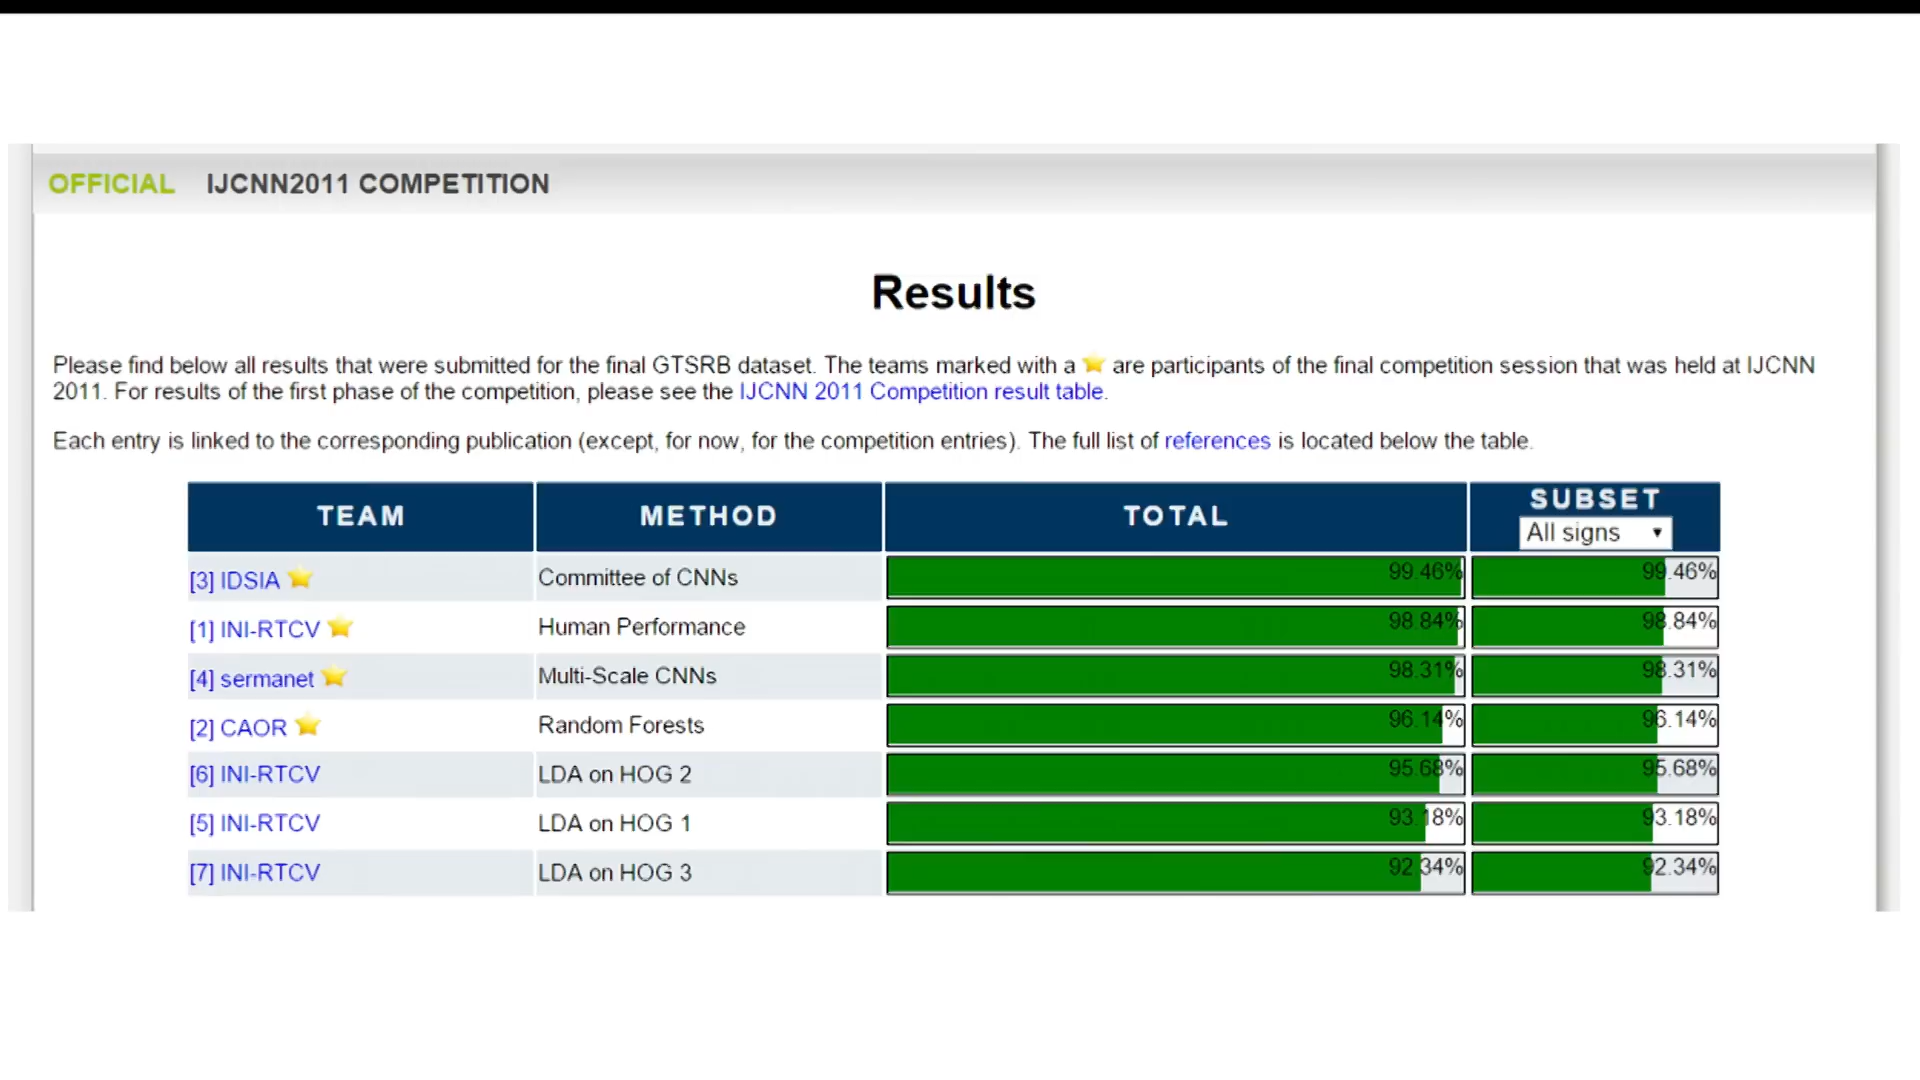 OFFICIAL IJCNN2011 COMPETITION
Results
Please find below all results that were submitted for the final GTSRB dataset. The teams marked with a are participants of the final competition session that was held at IJCNN
2011. For results of the first phase of the competition, please see the IJCNN 2011 Competition result table.
Each entry is linked to the corresponding publication (except, for now, for the competition entries). The full list of references is located below the table.
TEAM METHOD TOTAL SUBSET
All signs
[3] IDSIA Committee of CNNs 99.46% 99.46%
[1] INI-RTCV Human Performance 98.84% 98.84%
[4] sermanet Multi-Scale CNNs 98.31% 98.31%
[2] CAOR Random Forests 96.14% 96.14%
[6] INI-RTCV LDA on HOG 2 95.68% 95.68%
[5] INI-RTCV LDA on HOG 1 93.18% 93.18%
[7] INI-RTCV LDA on HOG 3 92.34% 92.34%